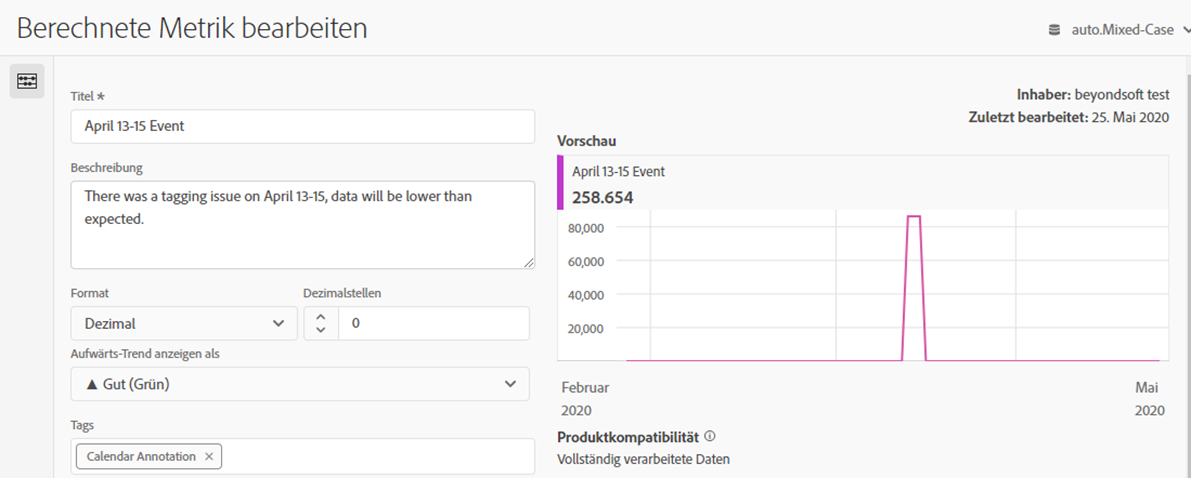 Berechnete Metrik bearbeiten
auto.Mixed-Case
Titel *
April 13-15 Event
Beschreibung
There was a tagging issue on April 13-15, data will be lower than
expected.
Format
Dezimalstellen
Dezimal
0
Aufwärts-Trend anzeigen als
▲ Gut (Grün)
Tags
Calendar Annotation ×
Inhaber: beyondsoft test
Zuletzt bearbeitet: 25. Mai 2020
Vorschau
April 13-15 Event
258.654
80,000
60,000
40,000
20,000
Februar
2020
Mai
2020
Produktkompatibilität
Vollständig verarbeitete Daten